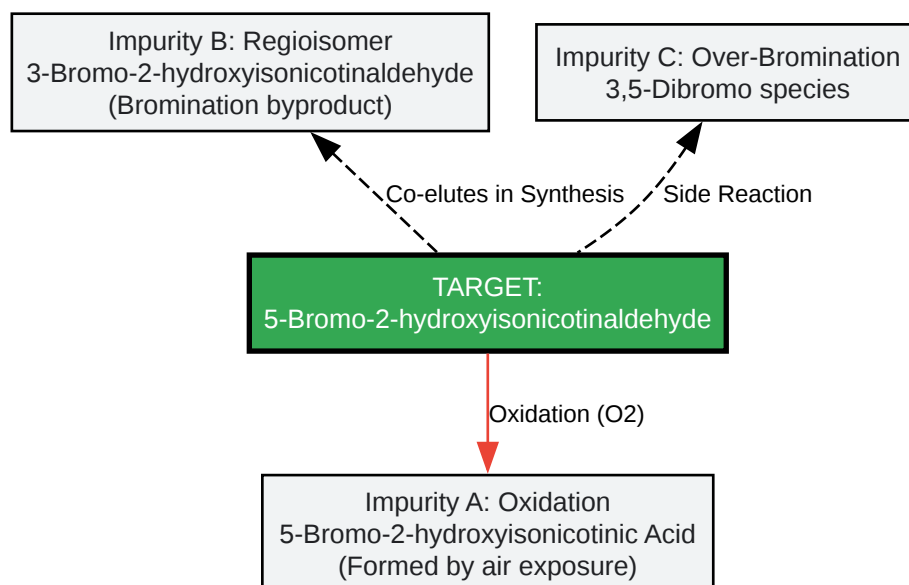 Impurity B: Regioisomer
3-Bromo-2-hydroxyisonicotinaldehyde
(Bromination byproduct)
Impurity C: Over-Bromination
3,5-Dibromo species
Co-elutes in Synthesis
Side Reaction
TARGET:
5-Bromo-2-hydroxyisonicotinaldehyde
Oxidation (O2)
Impurity A: Oxidation
5-Bromo-2-hydroxyisonicotinic Acid
(Formed by air exposure)